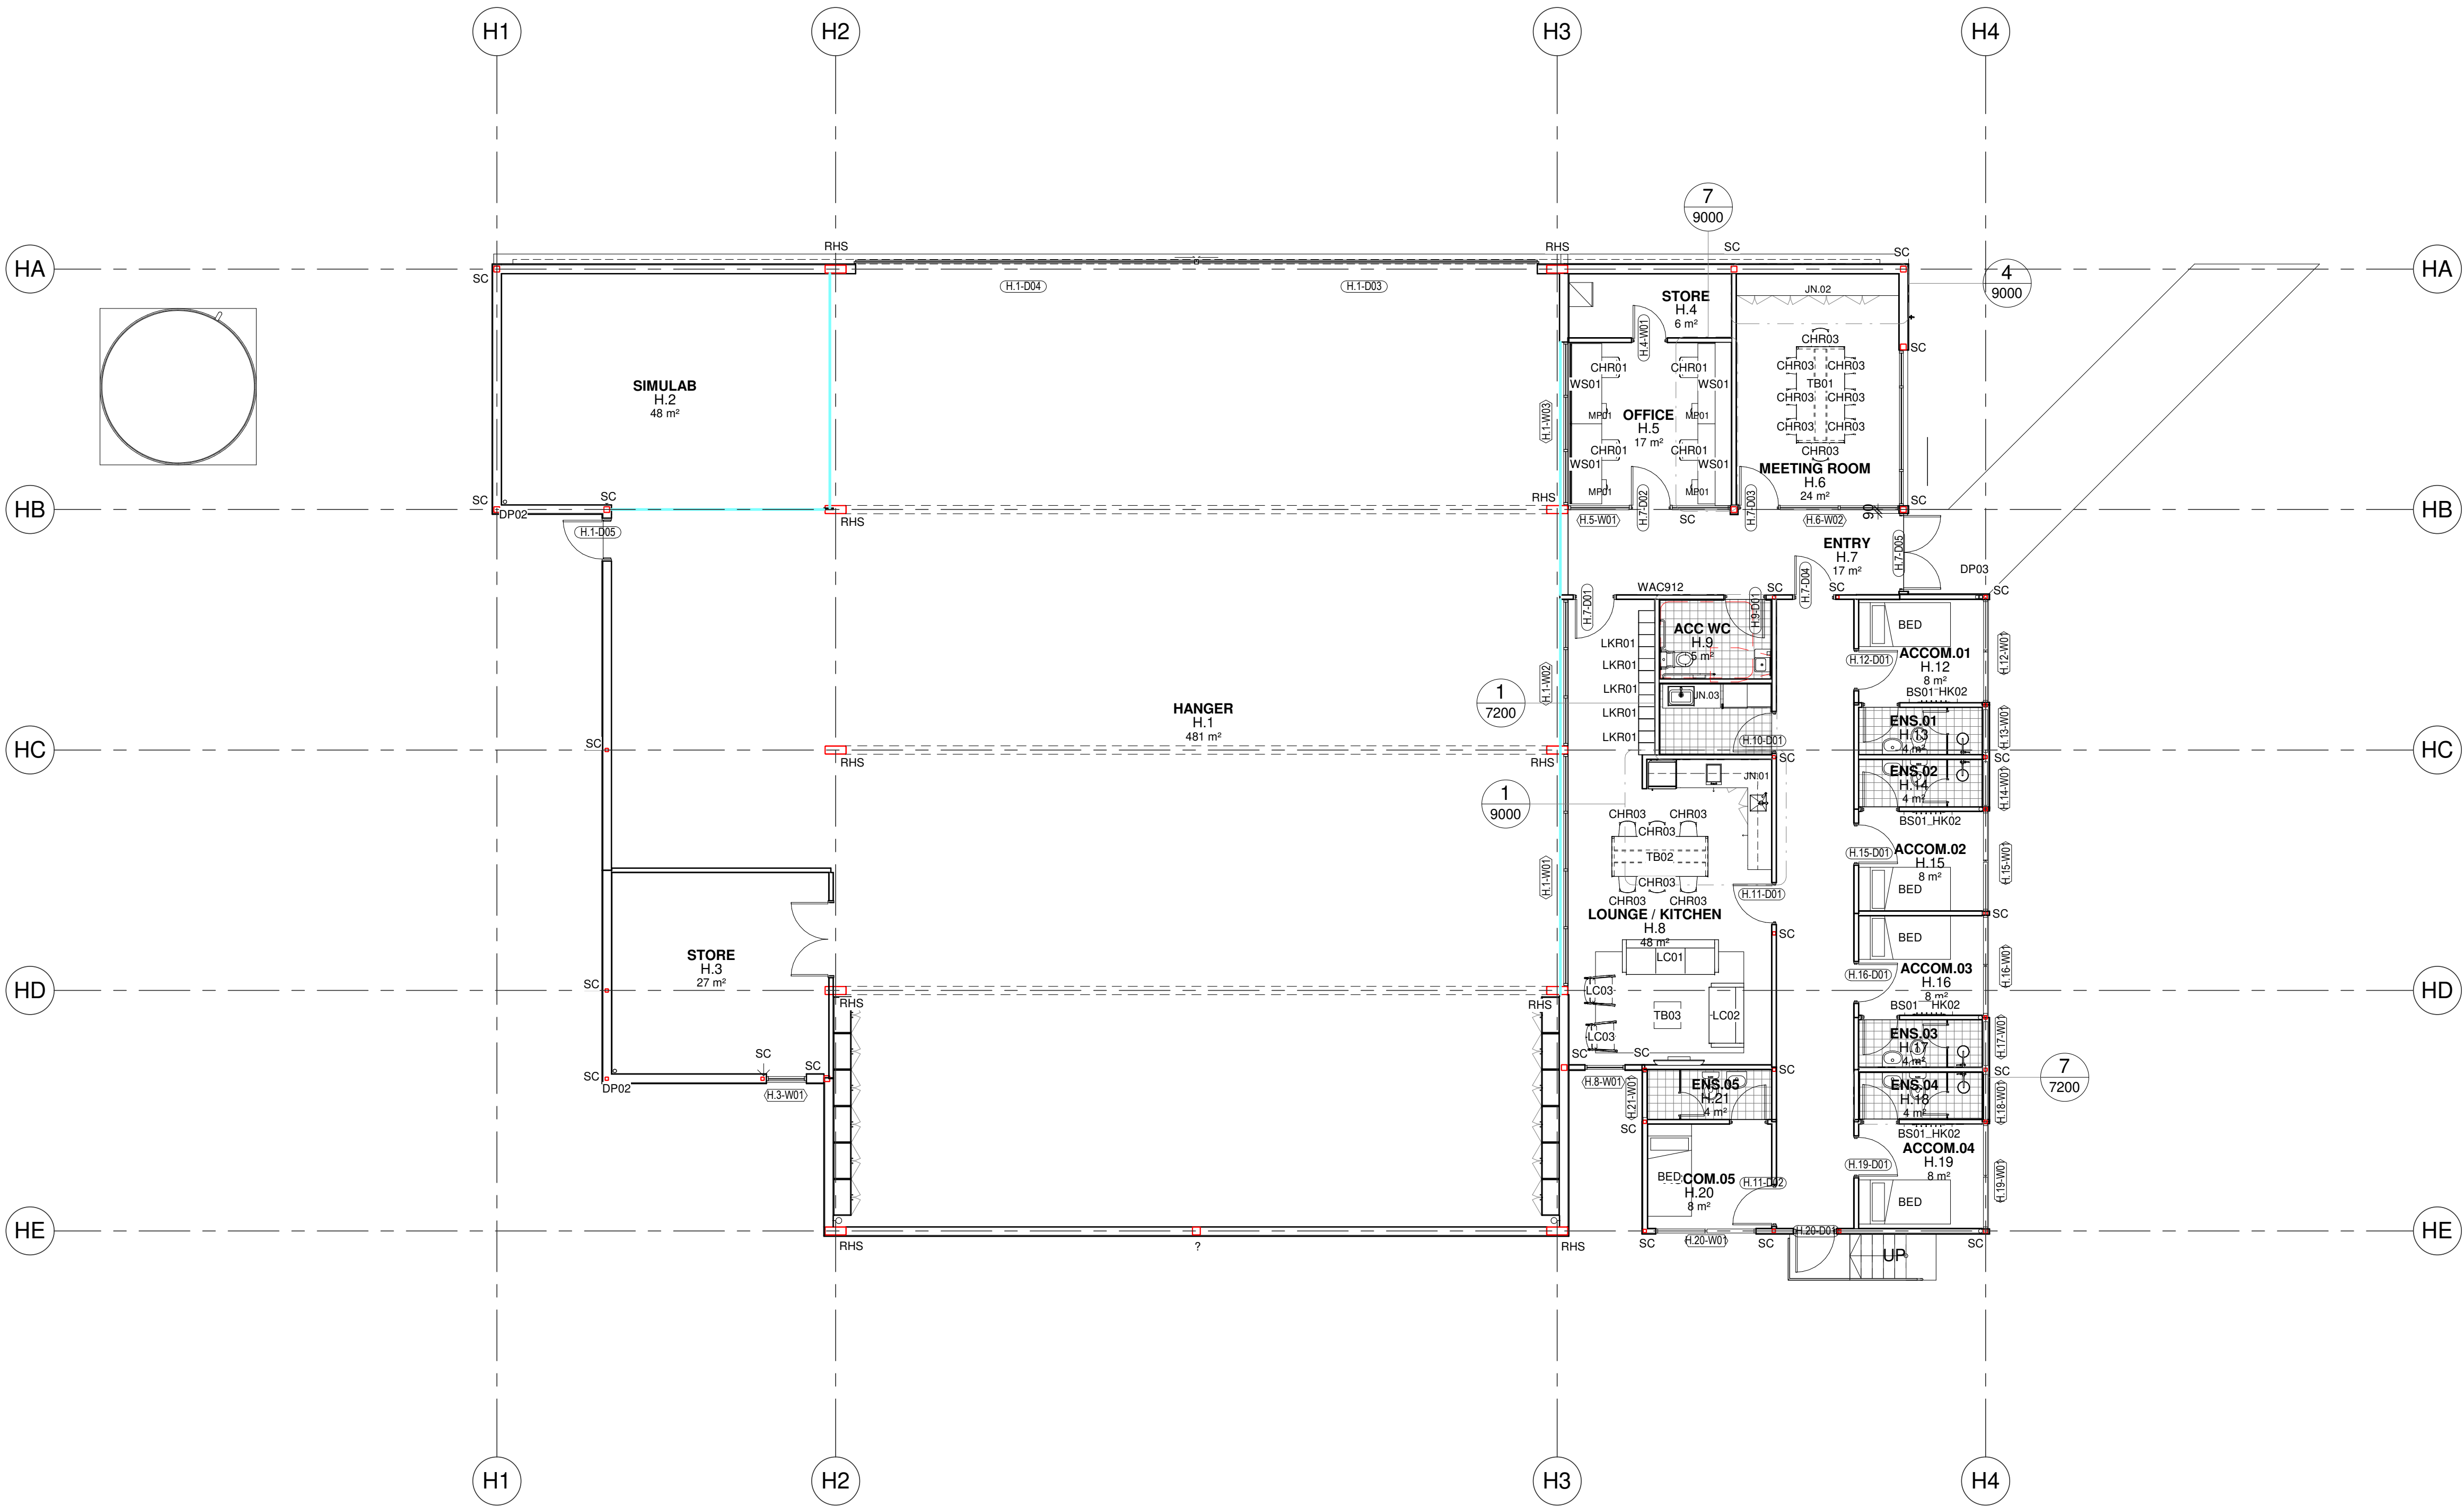 H1
H2
H3
H4
7
9000
HA
RHS
RHS
SC
SC
HA
SC
4
9000
H.1-D04
H.1-D03
STORE
H.4
6 m²
JN.02
H.4-W01
SC
CHR03
CHR03
CHR03
TB01
CHR03
CHR03
CHR03
CHR03
CHR03
CHR01
CHR01
WS01
WS01
MP01
MP01
OFFICE
H.5
17 m²
CHR01
CHR01
WS01
WS01
MP01
MP01
SIMULAB
H.2
48 m²
H.1-W03
MEETING ROOM
H.6
24 m²
HB
SC
SC
DP02
RHS
RHS
H.1-D05
H.5-W01
H.7-D02
SC
H.7-D03
H.6-W02
90
SC
HB
ENTRY
H.7
17 m²
H.7-D05
DP03
WAC912
H.7-D01
H.9-D01
SC
H.7-D04
SC
SC
ACC WC
H.9
5 m²
BED
ACCOM.01
H.12
8 m²
H.12-D01
H.12-W01
BS01
HK02
LKR01
LKR01
LKR01
LKR01
LKR01
H.1-W02
1
7200
JN.03
H.10-D01
HANGER
H.1
481 m²
ENS.01
H.13
4 m²
H.13-W01
HC
SC
RHS
RHS
SC
SC
HC
ENS.02
H.14
4 m²
H.14-W01
JN.01
1
9000
BS01
HK02
CHR03
CHR03
CHR03
TB02
CHR03
CHR03
CHR03
H.1-W01
H.11-D01
H.15-D01
ACCOM.02
H.15
8 m²
H.15-W01
BED
SC
LOUNGE / KITCHEN
H.8
48 m²
SC
BED
LC01
STORE
H.3
27 m²
H.16-D01
ACCOM.03
H.16
8 m²
H.16-W01
HD
SC
RHS
RHS
LC03
TB03
LC02
LC03
HD
BS01
HK02
ENS.03
H.17
4 m²
H.17-W01
SC
SC
SC
DP02
H.3-W01
SC
SC
H.8-W01
H.21-W01
ENS.05
H.21
4 m²
SC
SC
ENS.04
H.18
4 m²
H.18-W01
7
7200
SC
BS01
HK02
BED
COM.05
H.20
8 m²
H.11-D02
H.19-D01
ACCOM.04
H.19
8 m²
H.19-W01
BED
HE
RHS
?
RHS
SC
H.20-W01
SC
H.20-D01
SC
HE
UP
H1
H2
H3
H4